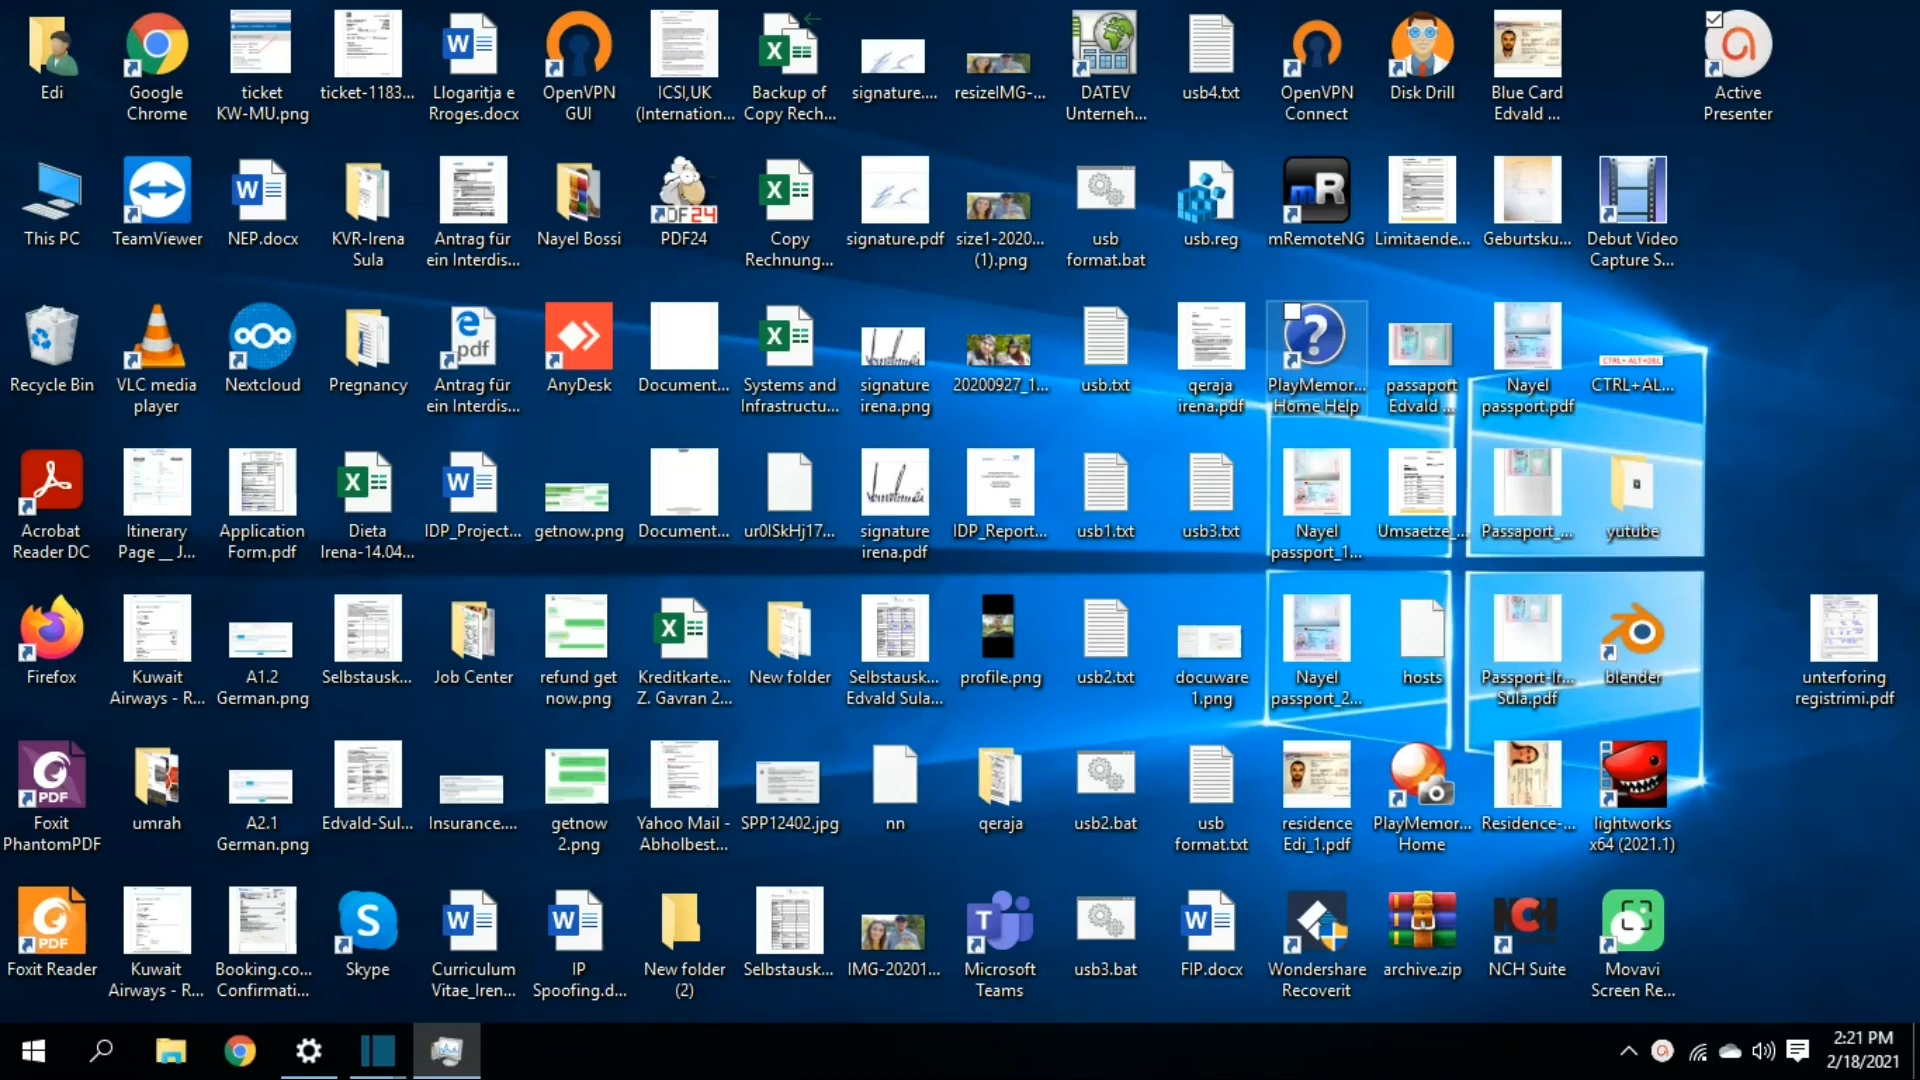 Edi
Google
Chrome
ticket
KW-MU.png
ticket-1183...
Llogaritja e
Rroges.docx
OpenVPN
GUI
ICSI,UK
(Internation...
Backup of
Copy Rech...
signature....
resizeIMG-...
DATEV
Unterneh...
usb4.txt
OpenVPN
Connect
Disk Drill
Blue Card
Edvald ...
Active
Presenter
This PC
TeamViewer
NEP.docx
KVR-Irena
Sula
Antrag für
ein Interdis...
Nayel Bossi
PDF24
Copy
Rechnung...
signature.pdf
size1-2020...
(1).png
usb
format.bat
usb.reg
mRemoteNG
Limitaende...
Geburtsku...
Debut Video
Capture S...
Recycle Bin
VLC media
player
Nextcloud
Pregnancy
Antrag für
ein Interdis...
AnyDesk
Document...
Systems and
Infrastructu...
signature
irena.png
20200927_1...
usb.txt
qeraja
irena.pdf
PlayMemor...
Home Help
passaport
Edvald ...
Nayel
passport.pdf
CTRL+ ALT+DEL
CTRL+AL...
Acrobat
Reader DC
Itinerary
Page __ J...
Application
Form.pdf
Dieta
Irena-14.04...
IDP_Project...
getnow.png
Document...
ur0ISkHj17...
signature
irena.pdf
IDP_Report...
usb1.txt
usb3.txt
Nayel
passport_1...
Umsaetze_...
Passaport_...
yutube
Firefox
Kuwait
Airways - R...
A1.2
German.png
Selbstausk...
Job Center
refund get
now.png
Kreditkarte...
Z. Gavran 2...
New folder
Selbstausk...
Edvald Sula...
profile.png
usb2.txt
docuware
1.png
Nayel
passport_2...
hosts
Passport-Ir...
Sula.pdf
blender
unterforing
registrimi.pdf
Foxit
PhantomPDF
umrah
A2.1
German.png
Edvald-Sul...
Insurance....
getnow
2.png
Yahoo Mail -
Abholbest...
SPP12402.jpg
nn
qeraja
usb2.bat
usb
format.txt
residence
Edi_1.pdf
PlayMemor...
Home
Residence-...
lightworks
x64 (2021.1)
Foxit Reader
Kuwait
Airways - R...
Booking.co...
Confirmati...
Skype
Curriculum
Vitae_Iren...
IP
Spoofing.d...
New folder
(2)
Selbstausk...
IMG-20201...
Microsoft
Teams
usb3.bat
FIP.docx
Wondershare
Recoverit
archive.zip
NCH Suite
Movavi
Screen Re...
2:21 PM
2/18/2021